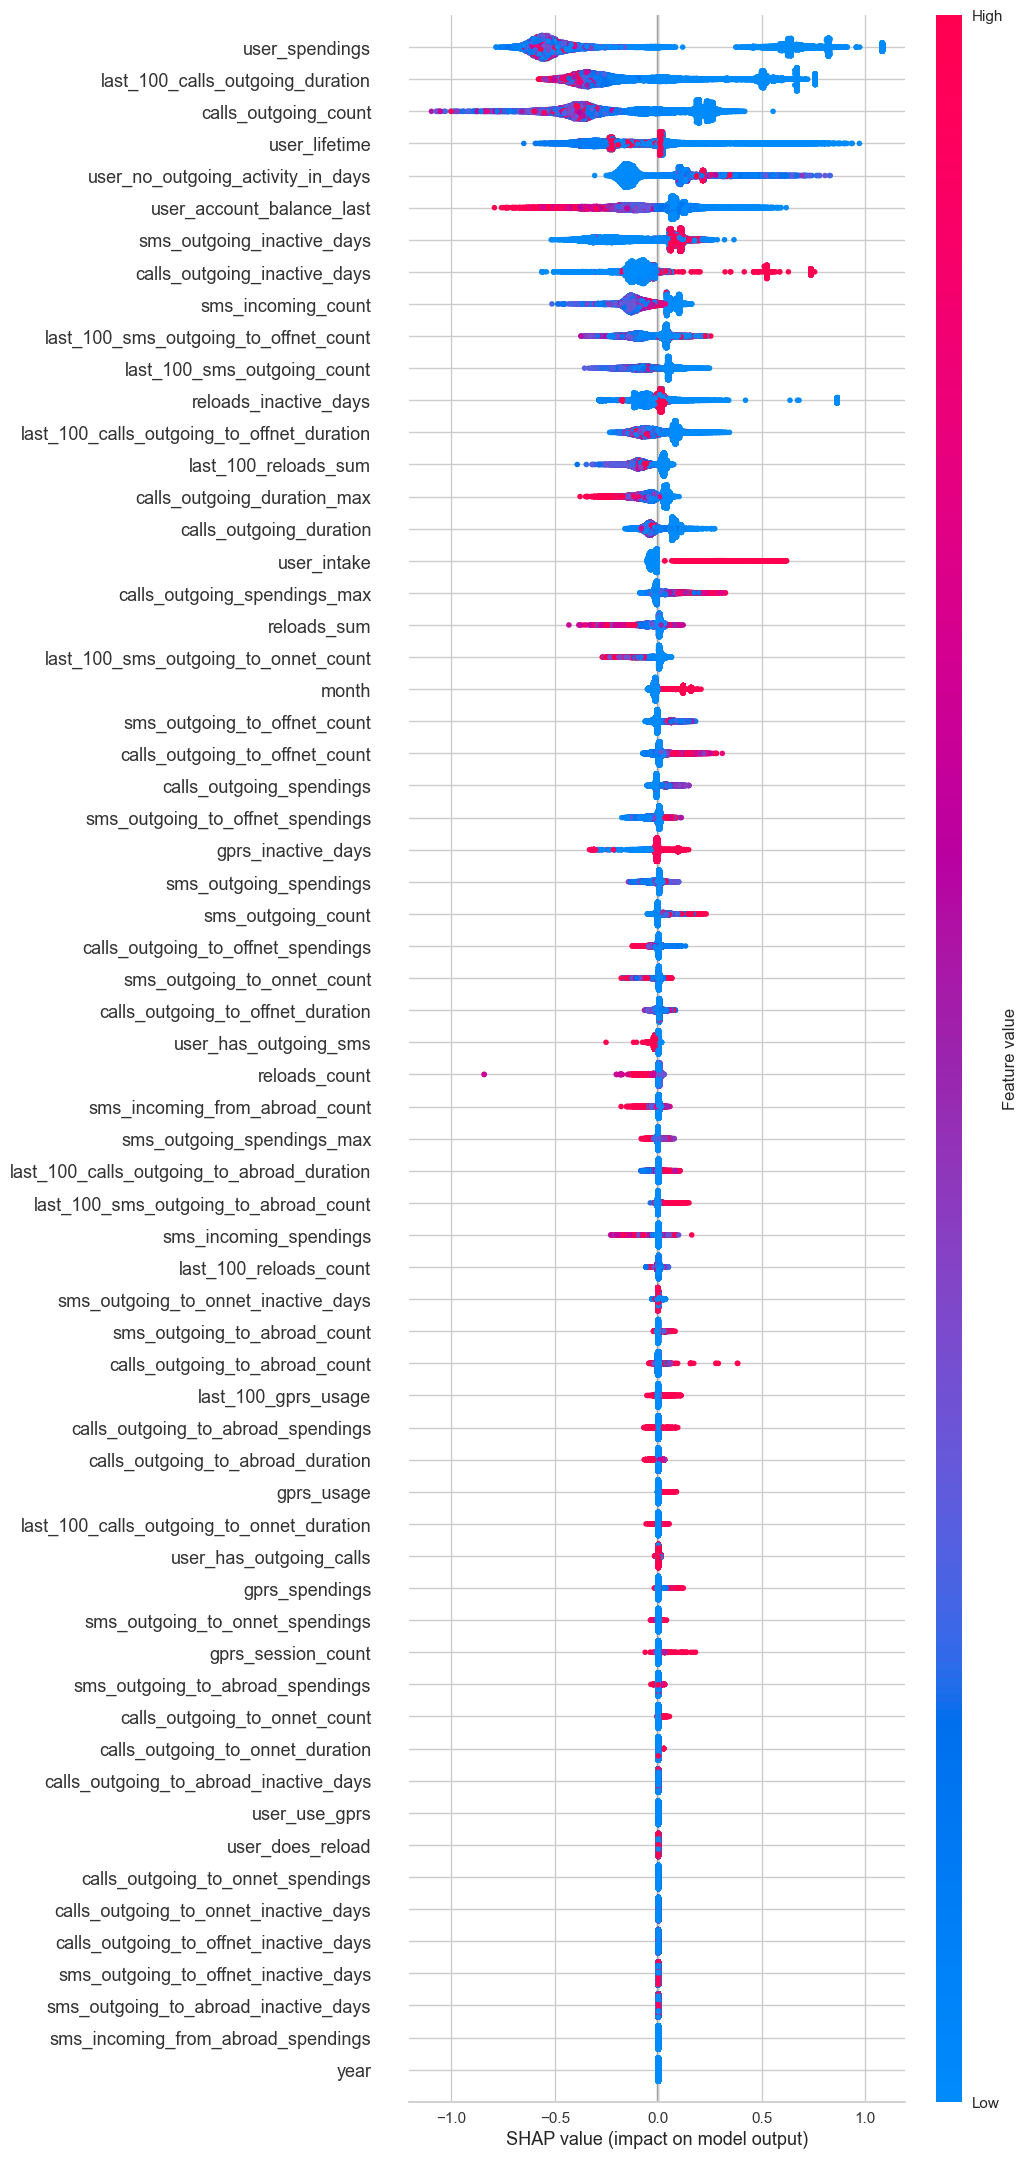 High
user_spendings
last_100_calls_outgoing_duration
calls_outgoing_count
user_lifetime
user_no_outgoing_activity_in_days
user_account_balance_last
sms_outgoing_inactive_days
calls_outgoing_inactive_days
sms_incoming_count
last_100_sms_outgoing_to_offnet_count
last_100_sms_outgoing_count
reloads_inactive_days
last_100_calls_outgoing_to_offnet_duration
last_100_reloads_sum
calls_outgoing_duration_max
calls_outgoing_duration
user_intake
calls_outgoing_spendings_max
reloads_sum
last_100_sms_outgoing_to_onnet_count
month
sms_outgoing_to_offnet_count
calls_outgoing_to_offnet_count
calls_outgoing_spendings
sms_outgoing_to_offnet_spendings
gprs_inactive_days
sms_outgoing_spendings
sms_outgoing_count
calls_outgoing_to_offnet_spendings
sms_outgoing_to_onnet_count
calls_outgoing_to_offnet_duration
user_has_outgoing_sms
reloads_count
sms_incoming_from_abroad_count
sms_outgoing_spendings_max
last_100_calls_outgoing_to_abroad_duration
last_100_sms_outgoing_to_abroad_count
sms_incoming_spendings
last_100_reloads_count
sms_outgoing_to_onnet_inactive_days
sms_outgoing_to_abroad_count
calls_outgoing_to_abroad_count
last_100_gprs_usage
calls_outgoing_to_abroad_spendings
calls_outgoing_to_abroad_duration
gprs_usage
last_100_calls_outgoing_to_onnet_duration
user_has_outgoing_calls
gprs_spendings
sms_outgoing_to_onnet_spendings
gprs_session_count
sms_outgoing_to_abroad_spendings
calls_outgoing_to_onnet_count
calls_outgoing_to_onnet_duration
calls_outgoing_to_abroad_inactive_days
user_use_gprs
user_does_reload
calls_outgoing_to_onnet_spendings
calls_outgoing_to_onnet_inactive_days
calls_outgoing_to_offnet_inactive_days
sms_outgoing_to_offnet_inactive_days
sms_outgoing_to_abroad_inactive_days
sms_incoming_from_abroad_spendings
year
Feature value
Low
−1.0 −0.5 0.0 0.5 1.0
SHAP value (impact on model output)